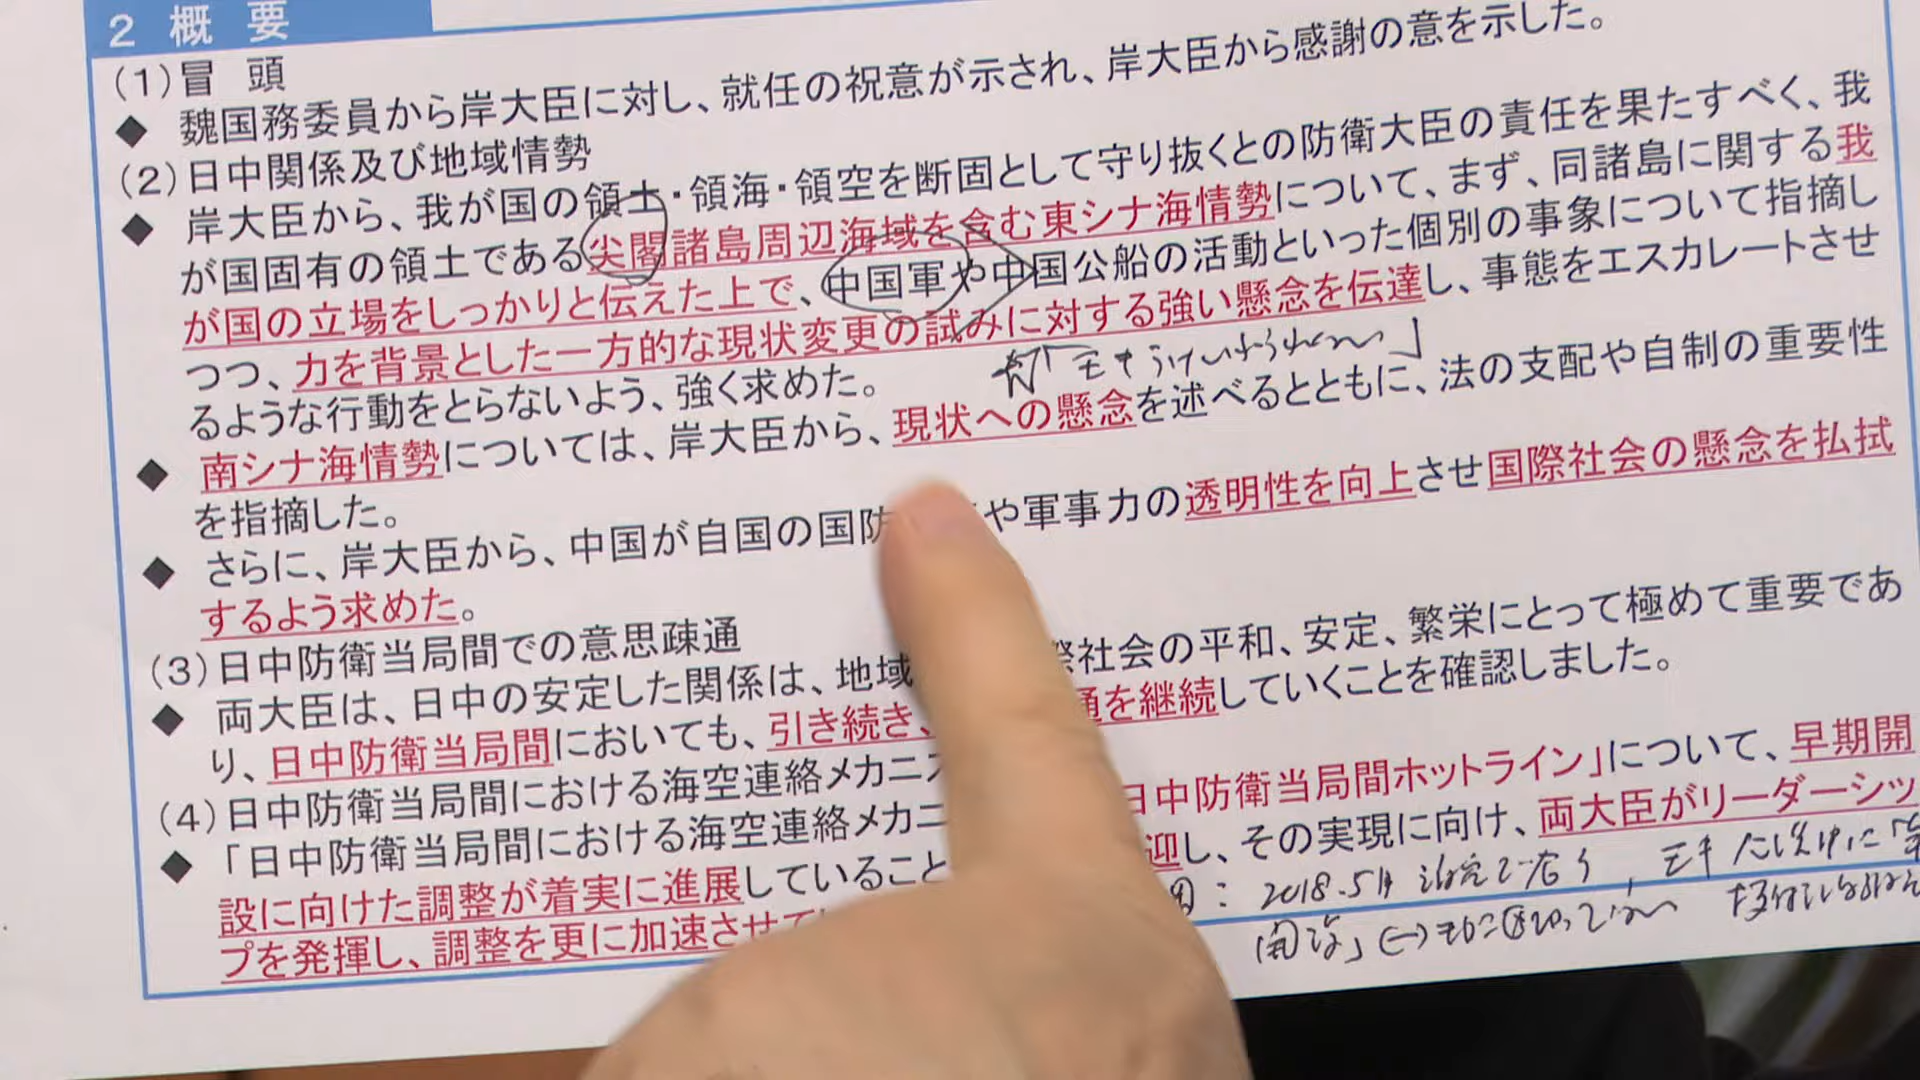 2 概 要
(1)冒 頭
◆ 魏国務委員から岸大臣に対し、就任の祝意が示され、岸大臣から感謝の意を示した。
(2)日中関係及び地域情勢
◆ 岸大臣から、我が国の領土・領海・領空を断固として守り抜くとの防衛大臣の責任を果たすべく、我
が国固有の領土である尖閣諸島周辺海域を含む東シナ海情勢について、まず、同諸島に関する我
が国の立場をしっかりと伝えた上で、中国軍や中国公船の活動といった個別の事象について指摘し
つつ、力を背景とした一方的な現状変更の試みに対する強い懸念を伝達し、事態をエスカレートさせ
るような行動をとらないよう、強く求めた。
◆ 南シナ海情勢については、岸大臣から、現状への懸念を述べるとともに、法の支配や自制の重要性
を指摘した。
◆ さらに、岸大臣から、中国が自国の国防 や軍事力の透明性を向上させ国際社会の懸念を払拭
するよう求めた。
(3)日中防衛当局間での意思疎通
◆ 両大臣は、日中の安定した関係は、地域 社会の平和、安定、繁栄にとって極めて重要であ
り、日中防衛当局間においても、引き続き、 通を継続していくことを確認しました。
(4)日中防衛当局間における海空連絡メカニズ
◆ 「日中防衛当局間における海空連絡メカニ 日中防衛当局間ホットライン」について、早期開
設に向けた調整が着実に進展していること 迎し、その実現に向け、両大臣がリーダーシッ
プを発揮し、調整を更に加速させて
2018.5月